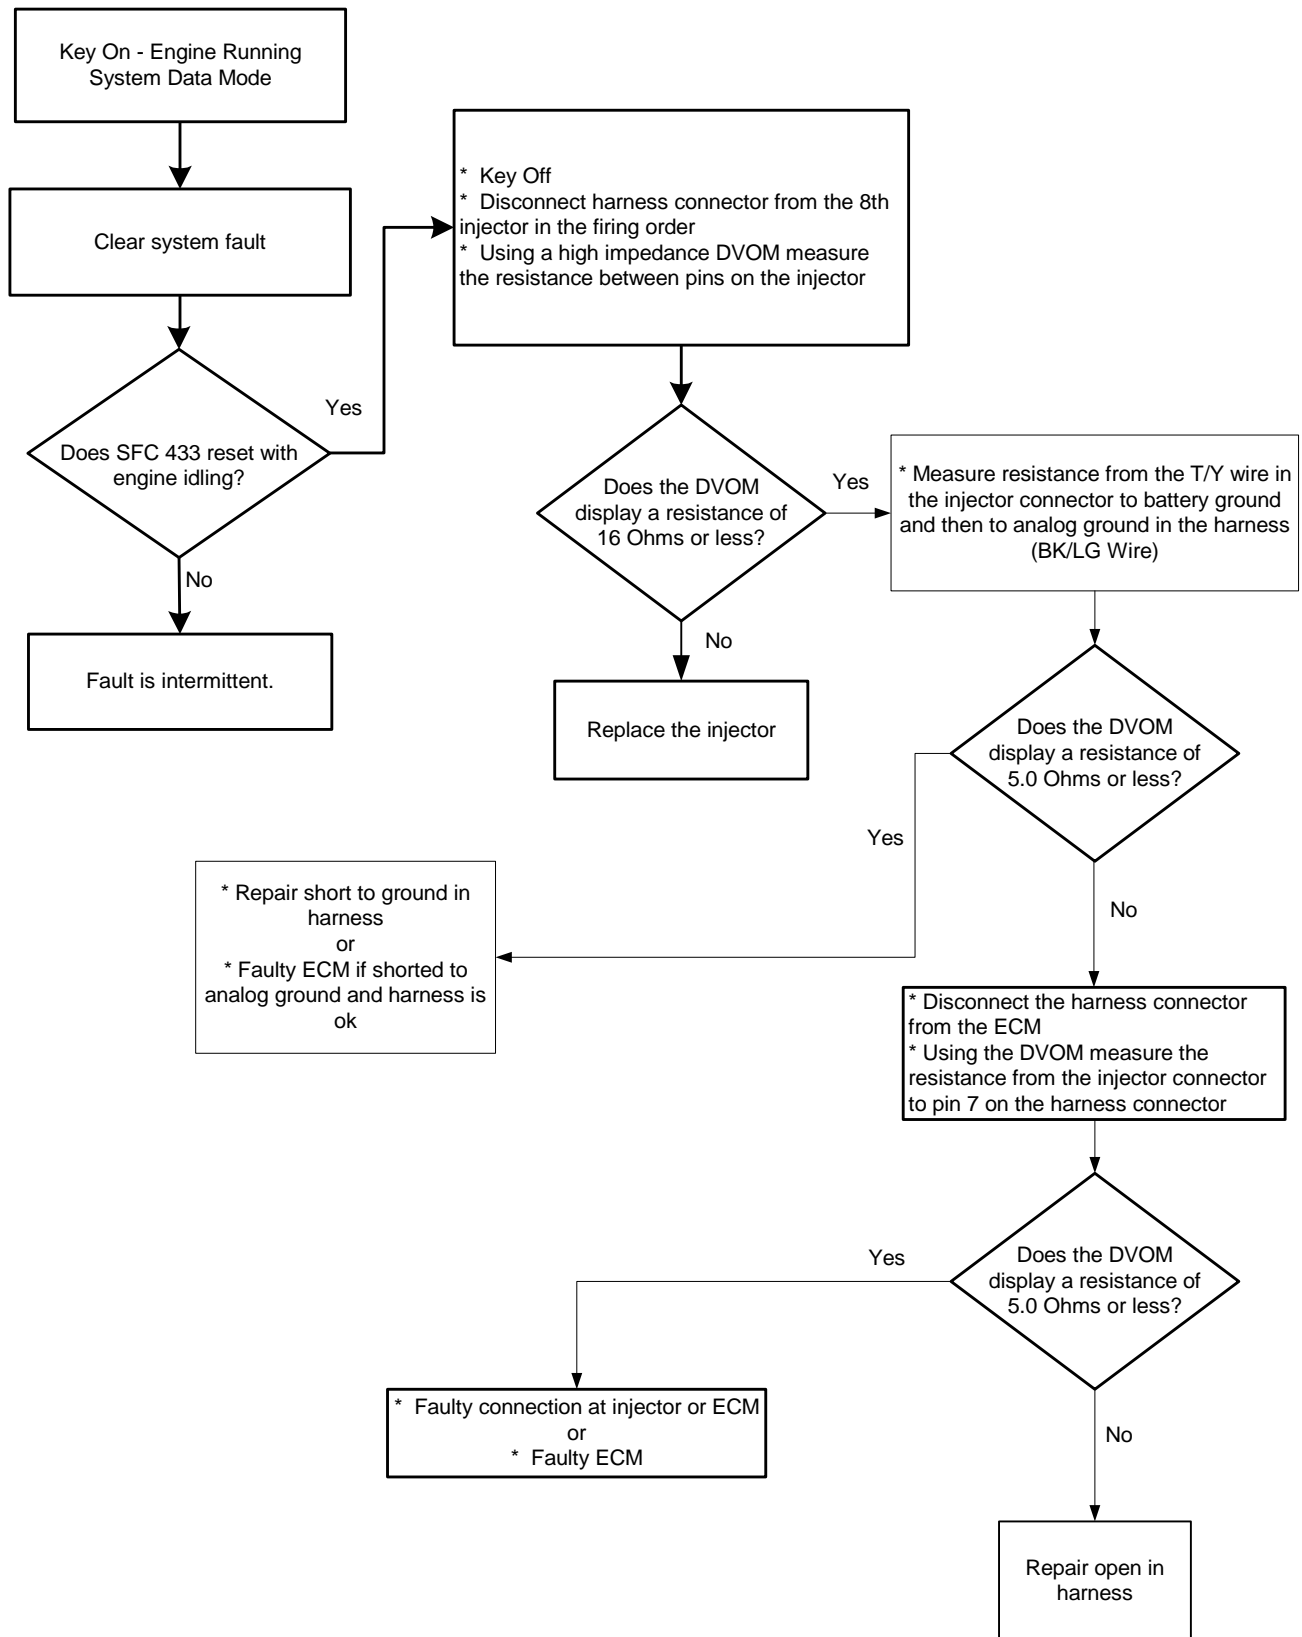 Key On - Engine Running
System Data Mode
Clear system fault
Does SFC 433 reset with
engine idling?
Yes
No
Fault is intermittent.
* Key Off
* Disconnect harness connector from the 8th
injector in the firing order
* Using a high impedance DVOM measure
the resistance between pins on the injector
Does the DVOM
display a resistance of
16 Ohms or less?
Yes
No
Replace the injector
* Measure resistance from the T/Y wire in
the injector connector to battery ground
and then to analog ground in the harness
(BK/LG Wire)
Does the DVOM
display a resistance of
5.0 Ohms or less?
Yes
No
* Repair short to ground in
harness
or
* Faulty ECM if shorted to
analog ground and harness is
ok
* Disconnect the harness connector
from the ECM
* Using the DVOM measure the
resistance from the injector connector
to pin 7 on the harness connector
Does the DVOM
display a resistance of
5.0 Ohms or less?
Yes
No
* Faulty connection at injector or ECM
or
* Faulty ECM
Repair open in
harness